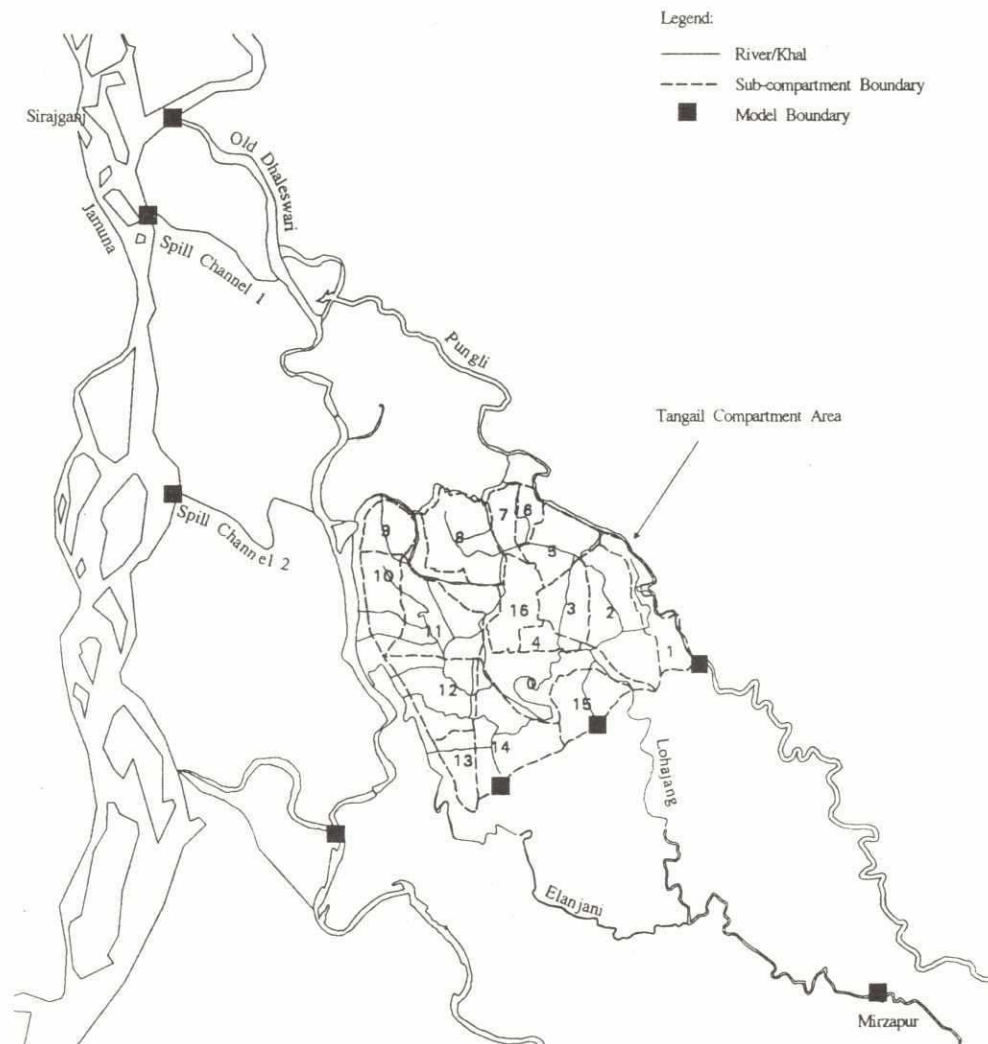 Legend:
River/Khal
Sub-compartment Boundary
Model Boundary
Sirajganj
Old Dhaleswari
Jamuna
Spill Channel 1
Pungli
Tangail Compartment Area
Spill Channel 2
9
8
7
6
5
10
16
3
2
11
4
1
12
0
15
13
14
Lohajang
Elanjani
Mirzapur